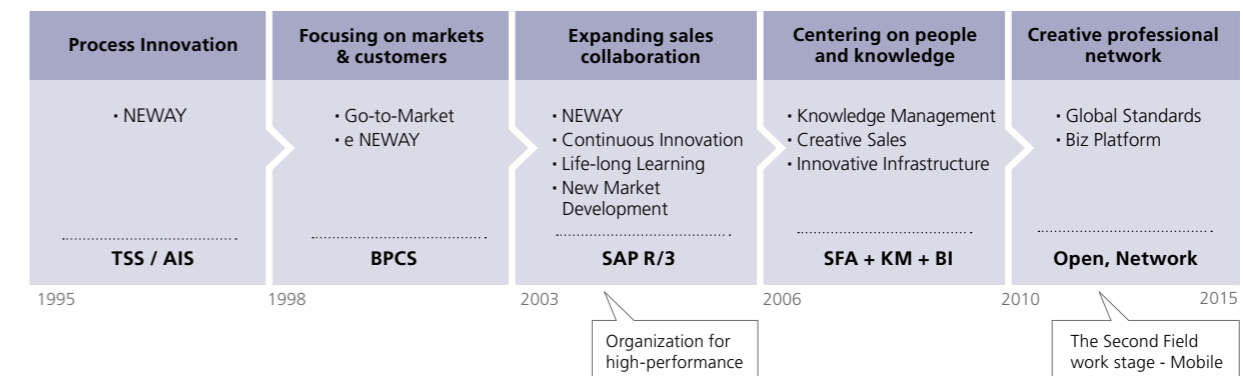 Process Innovation
· NEWAY
TSS / AIS
Focusing on markets
& customers
· Go-to-Market
· e NEWAY
BPCS
Expanding sales
collaboration
· NEWAY
· Continuous Innovation
· Life-long Learning
· New Market
Development
SAP R/3
Centering on people
and knowledge
· Knowledge Management
· Creative Sales
· Innovative Infrastructure
SFA + KM + BI
Creative professional
network
· Global Standards
· Biz Platform
Open, Network
1995
1998
2003
2006
2010
2015
Organization for
high-performance
The Second Field
work stage - Mobile